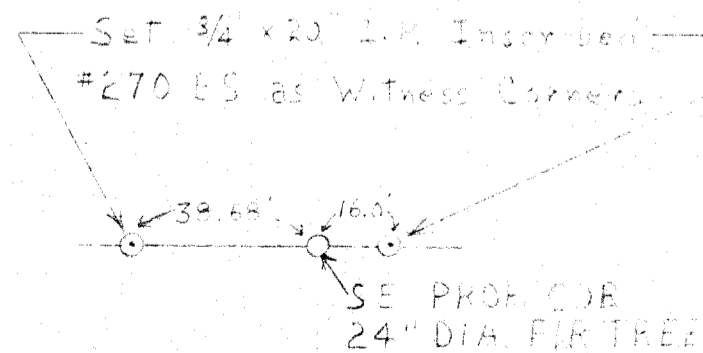 Set 3/4" x 20" I.P. Inscribed
#270 ES as Witness Corners
38.68' 16.0'
SE PROP. COR
24" DIA. FIR TREE